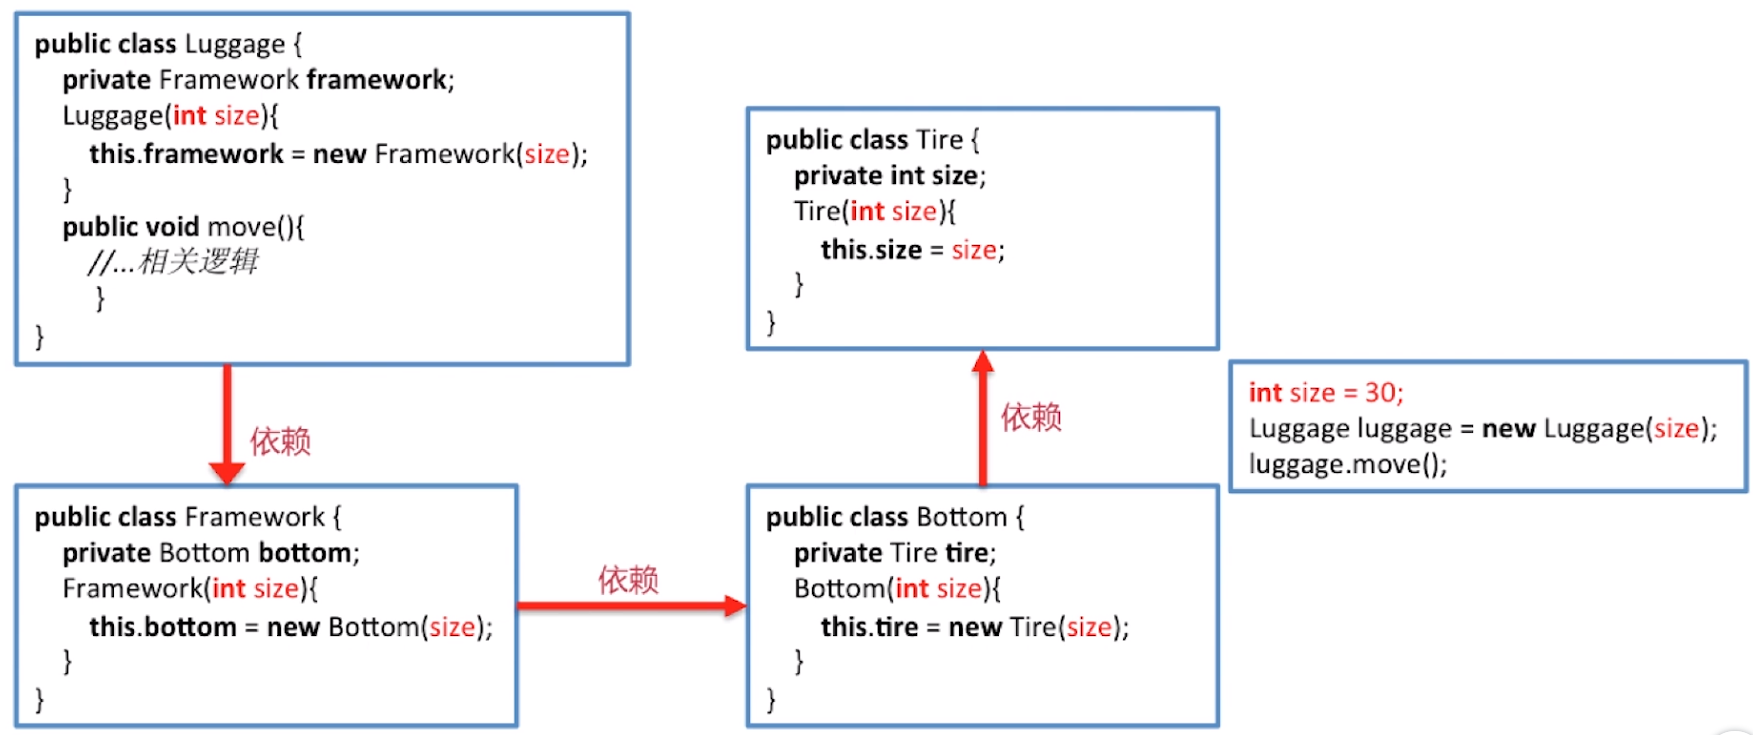 public class Luggage {
private Framework framework;
Luggage(int size){
this.framework = new Framework(size);
}
public void move(){
//...相关逻辑
}
}
依赖
public class Framework {
private Bottom bottom;
Framework(int size){
this.bottom = new Bottom(size);
}
}
依赖
public class Bottom {
private Tire tire;
Bottom(int size){
this.tire = new Tire(size);
}
}
依赖
public class Tire {
private int size;
Tire(int size){
this.size = size;
}
}
int size = 30;
Luggage luggage = new Luggage(size);
luggage.move();